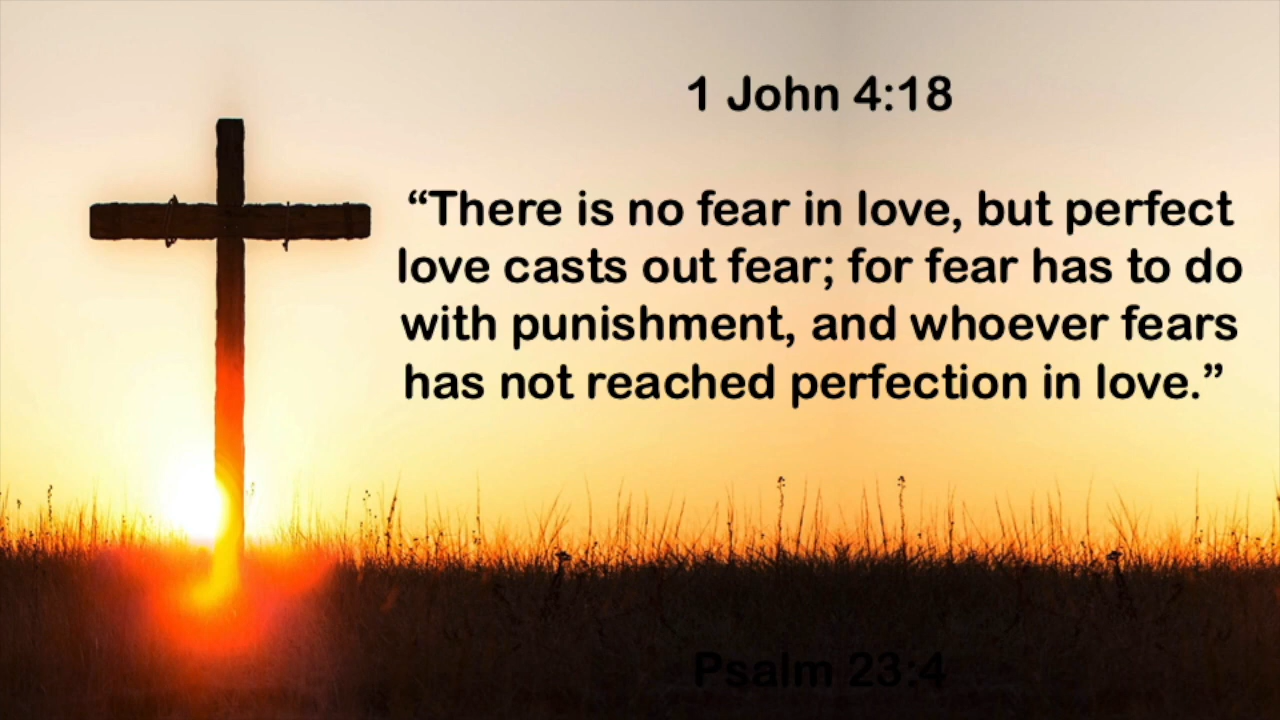 1 John 4:18
“There is no fear in love, but perfect
love casts out fear; for fear has to do
with punishment, and whoever fears
has not reached perfection in love.”
Psalm 23:4